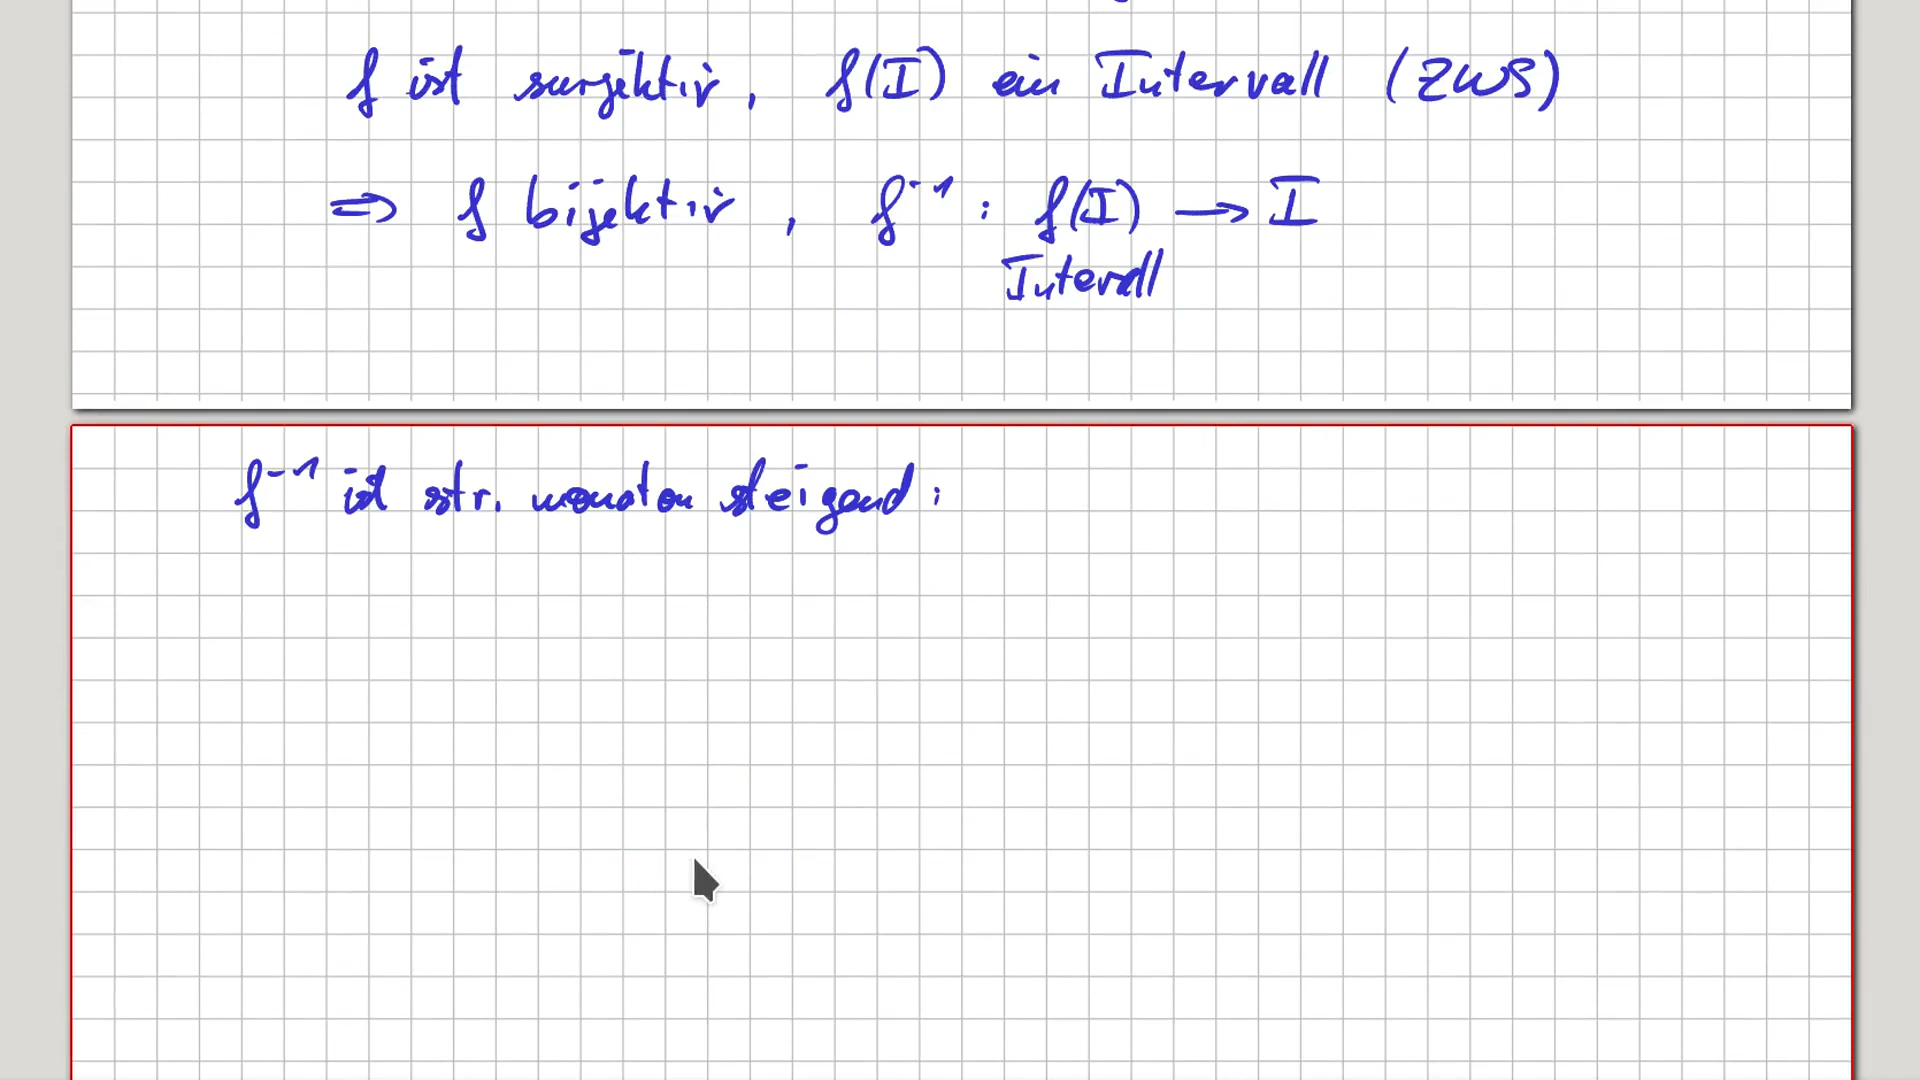 f ist surjektiv, f(I) ein Intervall (ZWS)
⇒ f bijektiv, f⁻¹: f(I) → I
Intervall
f⁻¹ ist str. monoton steigend: